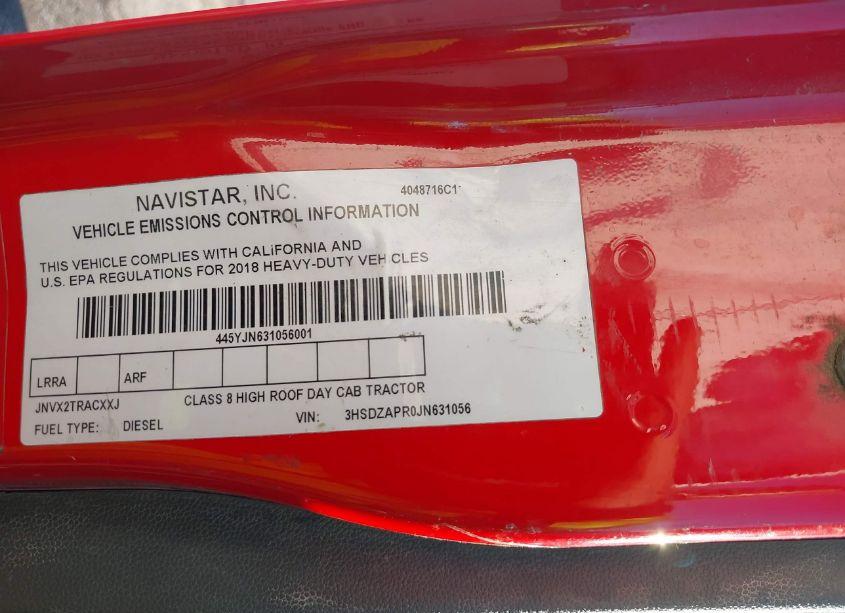 NAVISTAR, INC. 4048716C1
VEHICLE EMISSIONS CONTROL INFORMATION
THIS VEHICLE COMPLIES WITH CALIFORNIA AND
U.S. EPA REGULATIONS FOR 2018 HEAVY-DUTY VEHICLES
445YJN631056001
LRRA ARF
JNVX2TRACXXJ CLASS 8 HIGH ROOF DAY CAB TRACTOR
FUEL TYPE: DIESEL VIN: 3HSDZAPR0JN631056